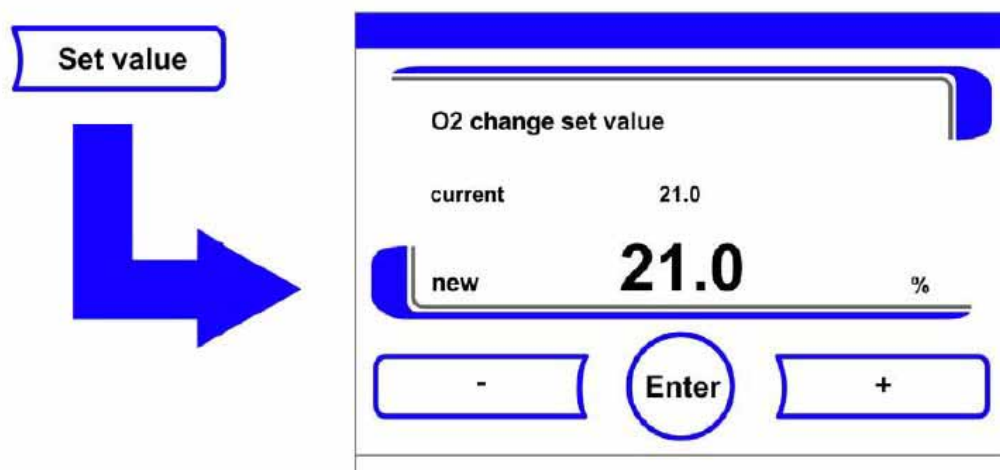 Set value
O2 change set value
current 21.0
new 21.0 %
- Enter +